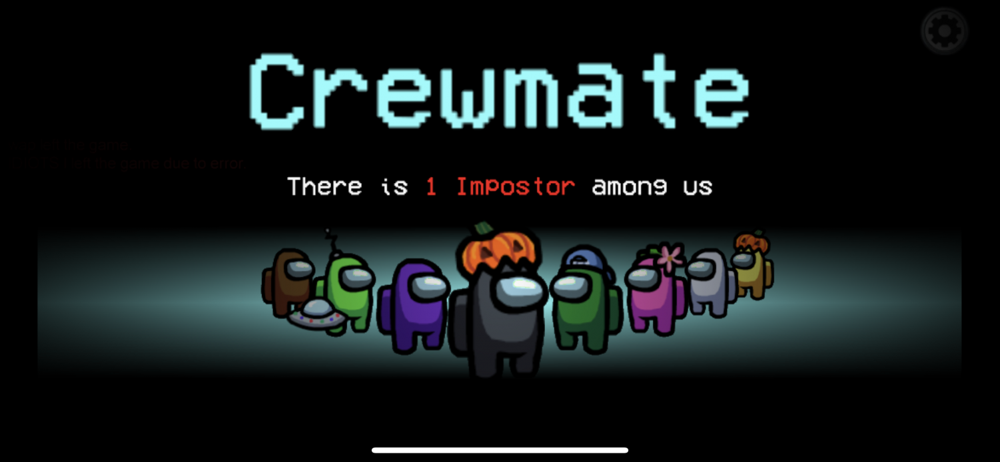 Crewmate
left the game
left the game due to error.
There is 1 Impostor among us